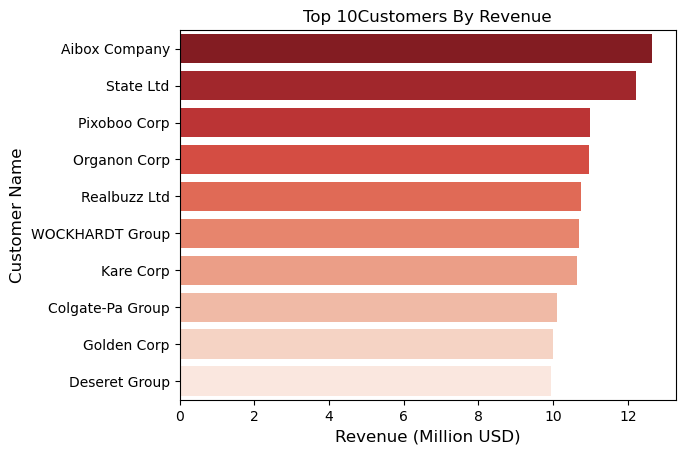 Top 10Customers By Revenue
Customer Name
Aibox Company
State Ltd
Pixoboo Corp
Organon Corp
Realbuzz Ltd
WOCKHARDT Group
Kare Corp
Colgate-Pa Group
Golden Corp
Deseret Group
0 2 4 6 8 10 12
Revenue (Million USD)